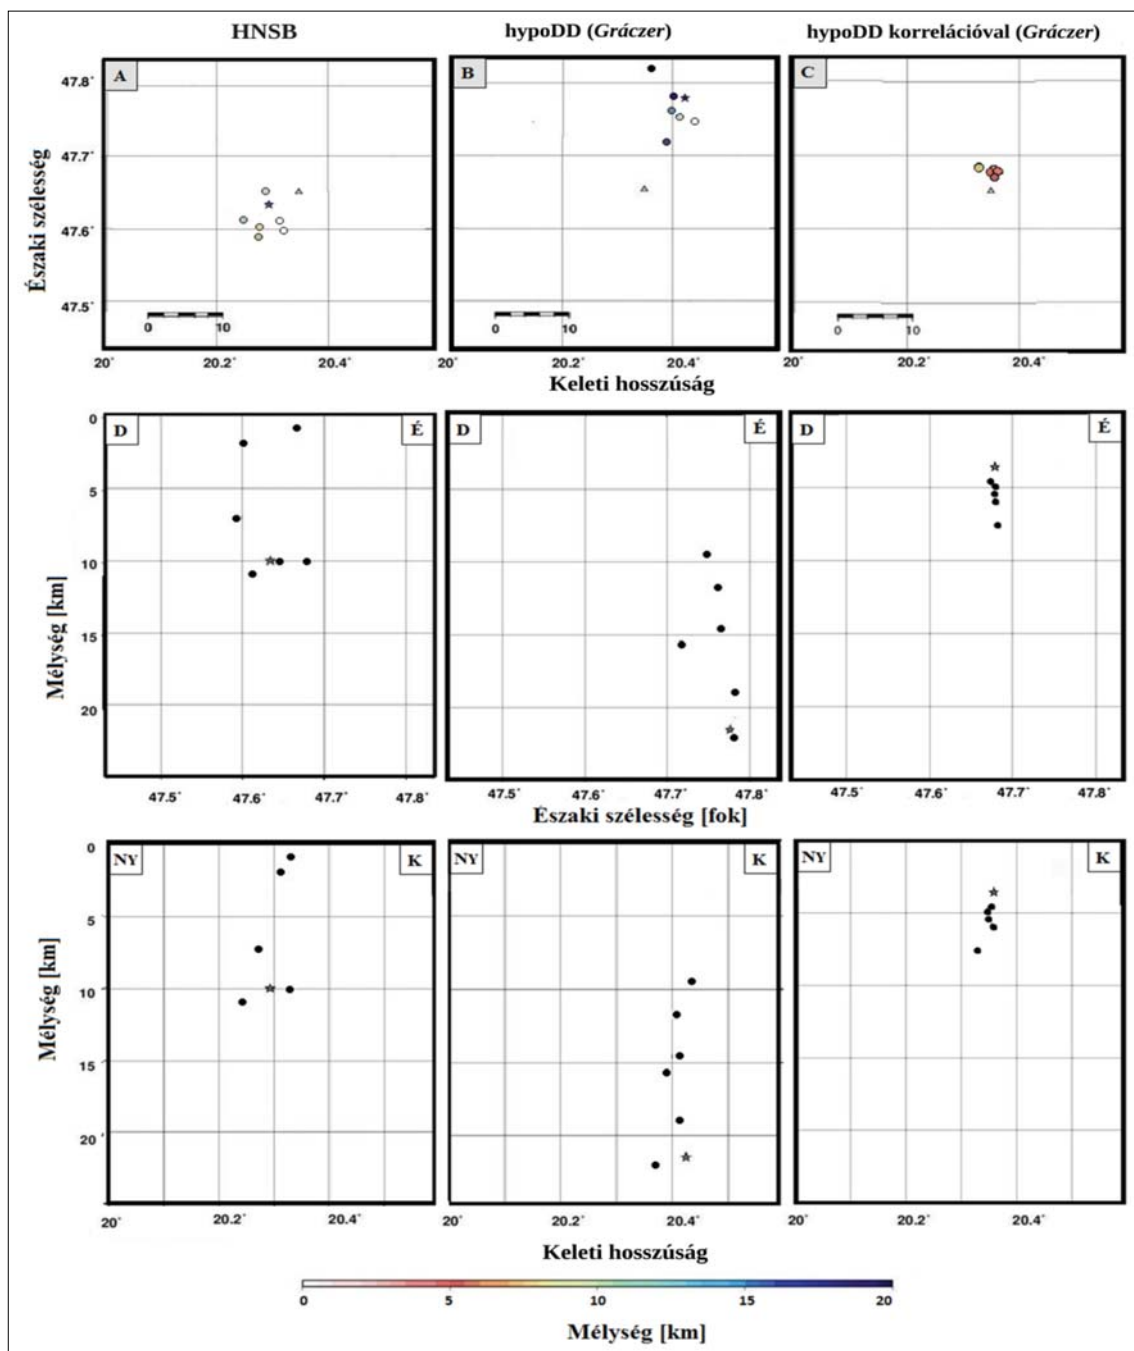 HNSB
hypoDD (Gráczer)
hypoDD korrelációval (Gráczer)
A
B
C
47.8°
47.7
47.6°
47.5°
Északi szélesség
0 10
0 10
0 10
20° 20.2° 20.4°
20° 20.2° 20.4°
20° 20.2° 20.4°
Keleti hosszúság
D É
D É
D É
0
5
10
15
20
Mélység [km]
47.5° 47.6° 47.7° 47.8°
47.5° 47.6° 47.7° 47.8°
47.5° 47.6° 47.7° 47.8°
Északi szélesség [fok]
NY K
NY K
NY K
0
5
10
15
20
Mélység [km]
20° 20.2° 20.4°
20° 20.2° 20.4°
20° 20.2° 20.4°
Keleti hosszúság
0 5 10 15 20
Mélység [km]